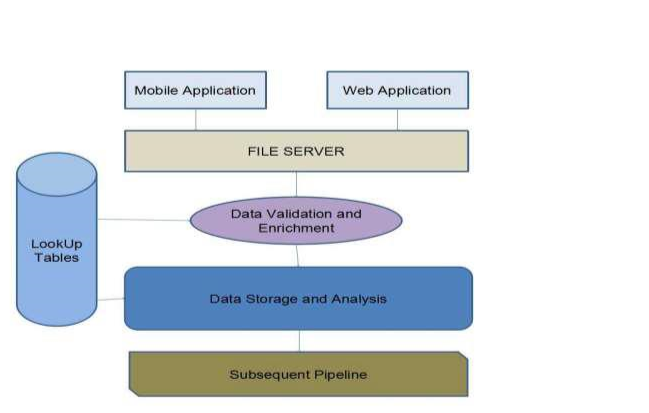 Mobile Application
Web Application
FILE SERVER
Data Validation and
Enrichment
LookUp
Tables
Data Storage and Analysis
Subsequent Pipeline